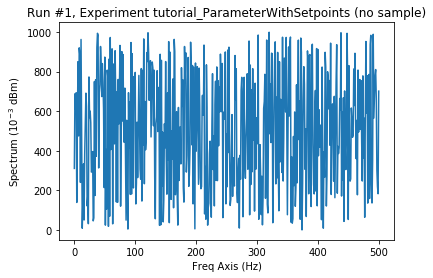 Run #1, Experiment tutorial_ParameterWithSetpoints (no sample)
1000
800
600
400
200
0
Spectrum (10⁻³ dBm)
0 100 200 300 400 500
Freq Axis (Hz)